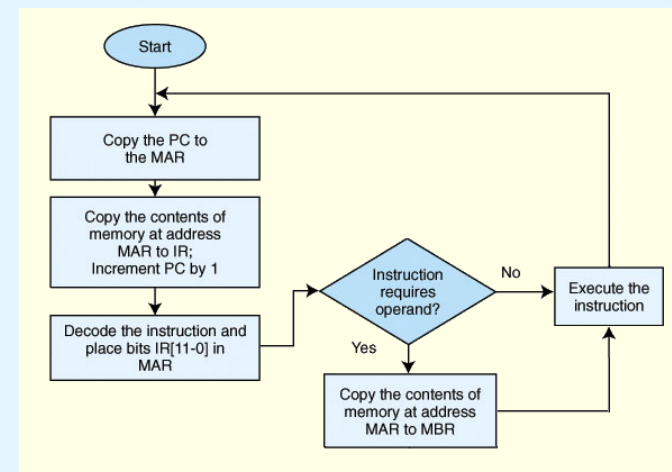 Start
Copy the PC to
the MAR
Copy the contents of
memory at address
MAR to IR;
Increment PC by 1
Decode the instruction and
place bits IR[11-0] in
MAR
Instruction
requires
operand?
No
Yes
Execute the
instruction
Copy the contents of
memory at address
MAR to MBR